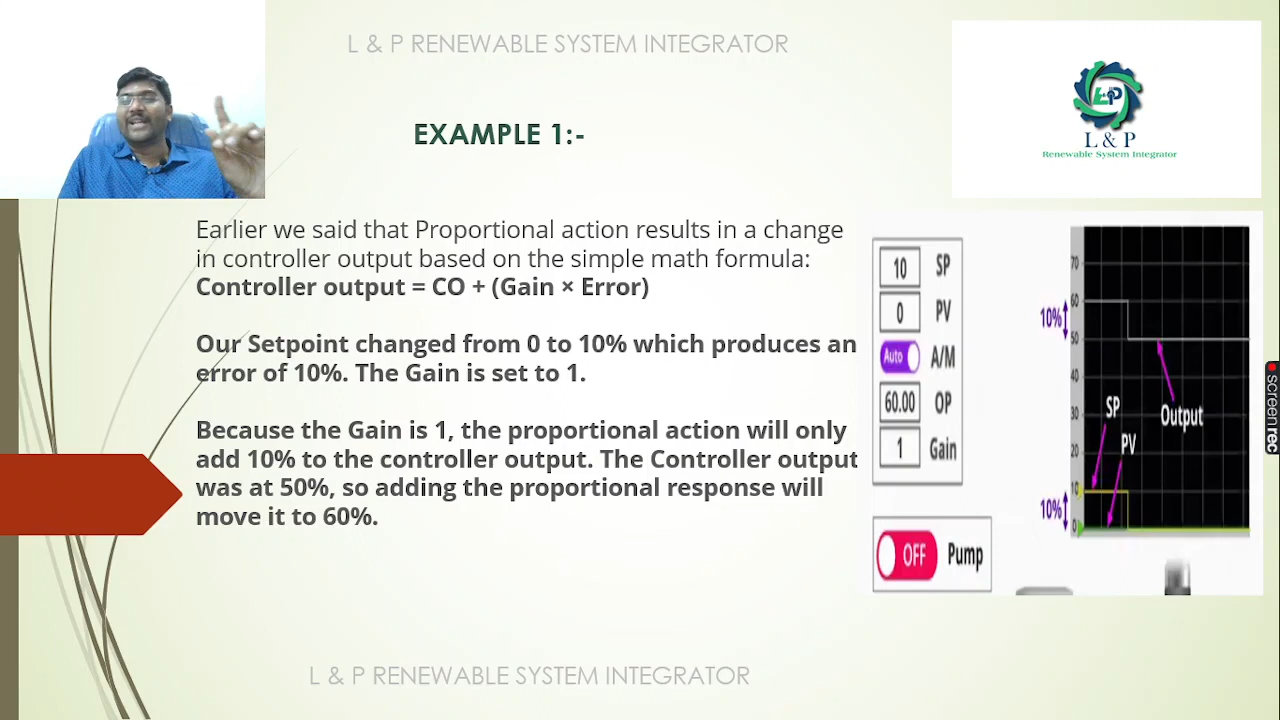 L & P RENEWABLE SYSTEM INTEGRATOR
EXAMPLE 1:-
LP
L & P
Renewable System Integrator
Earlier we said that Proportional action results in a change
in controller output based on the simple math formula:
Controller output = CO + (Gain × Error)
Our Setpoint changed from 0 to 10% which produces an
error of 10%. The Gain is set to 1.
Because the Gain is 1, the proportional action will only
add 10% to the controller output. The Controller output
was at 50%, so adding the proportional response will
move it to 60%.
10 SP
0 PV
Auto A/M
60.00 OP
1 Gain
OFF Pump
70
60
10%
50
40
30
SP
Output
PV
20
10
10%
0
screenrec
L & P RENEWABLE SYSTEM INTEGRATOR